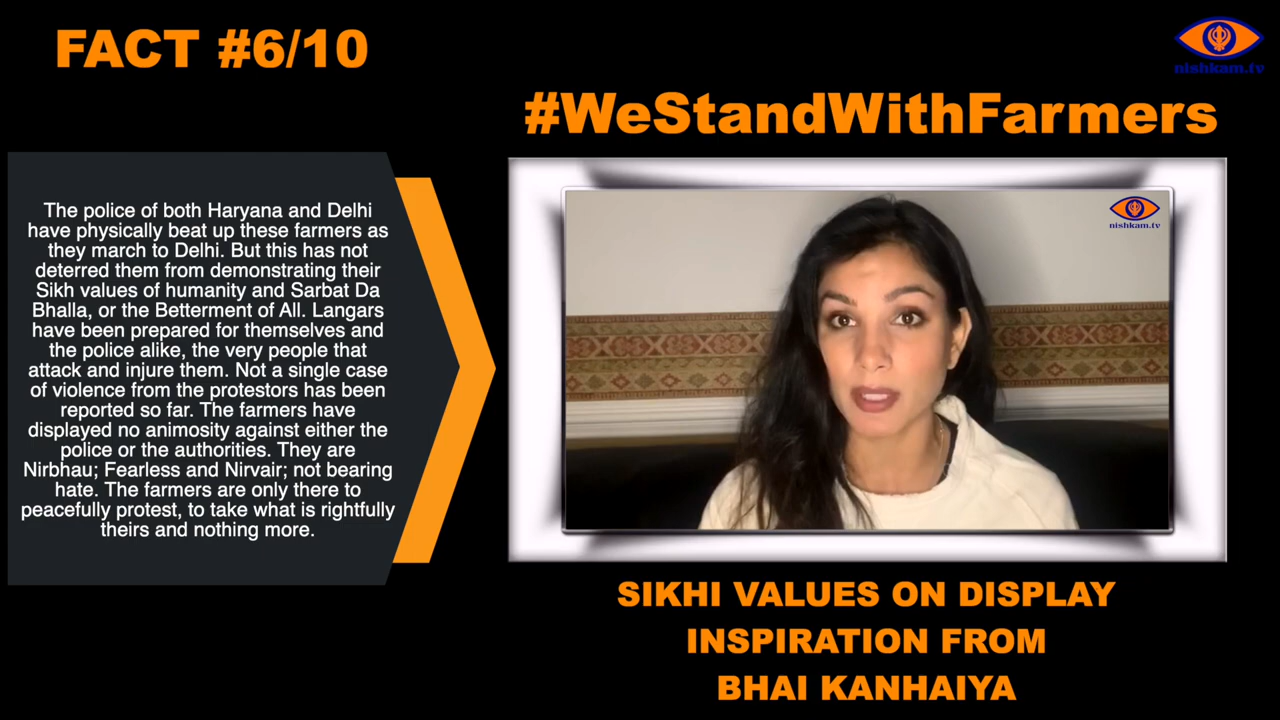 FACT #6/10
nishkam.tv
#WeStandWithFarmers
The police of both Haryana and Delhi
have physically beat up these farmers as
they march to Delhi. But this has not
deterred them from demonstrating their
Sikh values of humanity and Sarbat Da
Bhalla, or the Betterment of All. Langars
have been prepared for themselves and
the police alike, the very people that
attack and injure them. Not a single case
of violence from the protestors has been
reported so far. The farmers have
displayed no animosity against either the
police or the authorities. They are
Nirbhau; Fearless and Nirvair; not bearing
hate. The farmers are only there to
peacefully protest, to take what is rightfully
theirs and nothing more.
nishkam.tv
SIKHI VALUES ON DISPLAY
INSPIRATION FROM
BHAI KANHAIYA